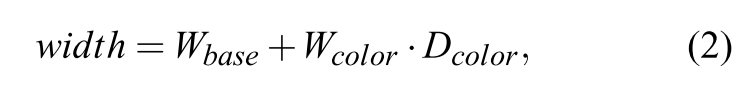 width = W_base + W_color · D_color, (2)